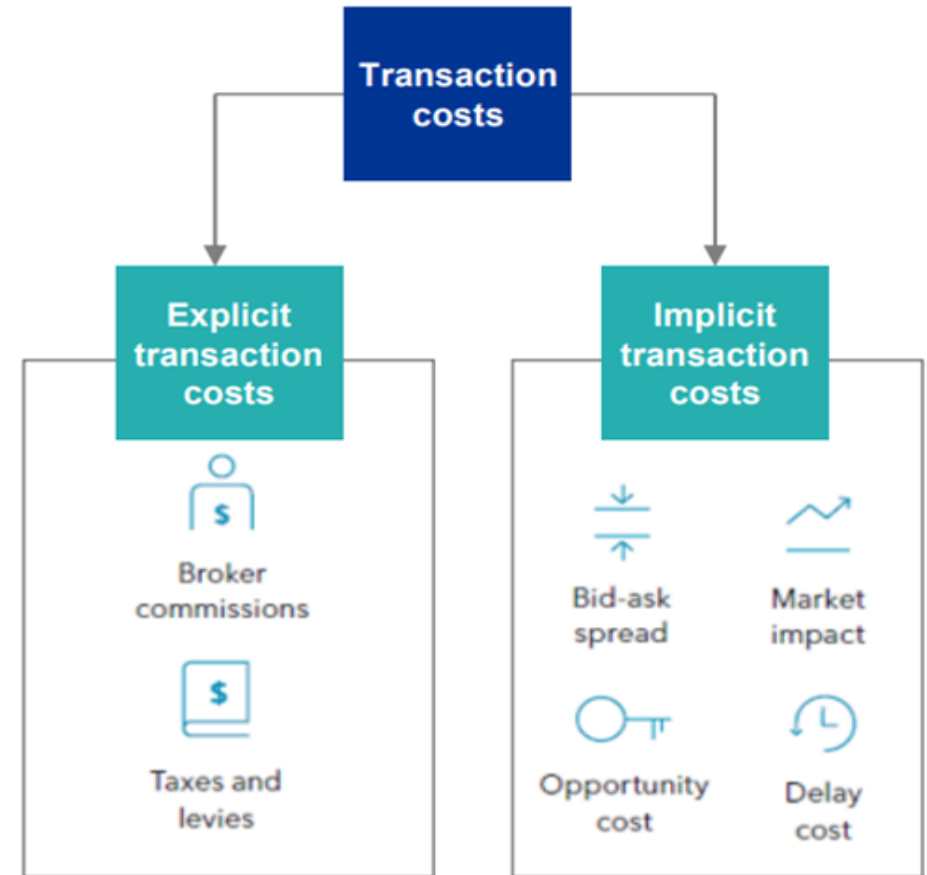 Transaction
costs
Explicit
transaction
costs
$
Broker
commissions
$
Taxes and
levies
Implicit
transaction
costs
Bid-ask
spread
Market
impact
Opportunity
cost
Delay
cost